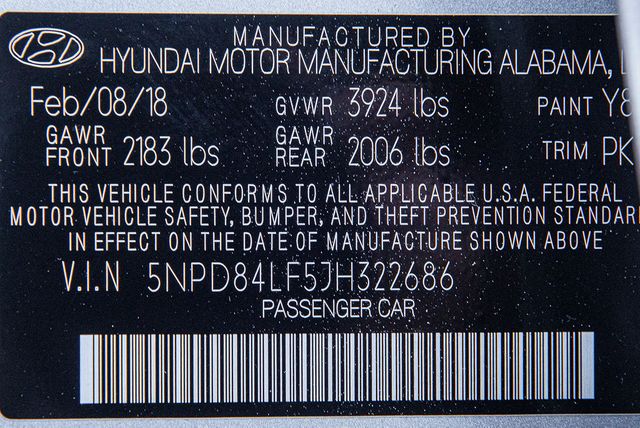 MANUFACTURED BY
HYUNDAI MOTOR MANUFACTURING ALABAMA,
Feb/08/18 GVWR 3924 lbs PAINT Y8
GAWR FRONT 2183 lbs GAWR REAR 2006 lbs TRIM PK
THIS VEHICLE CONFORMS TO ALL APPLICABLE U.S.A. FEDERAL
MOTOR VEHICLE SAFETY, BUMPER, AND THEFT PREVENTION STANDAR
IN EFFECT ON THE DATE OF MANUFACTURE SHOWN ABOVE
V.I.N 5NPD84LF5JH322686
PASSENGER CAR